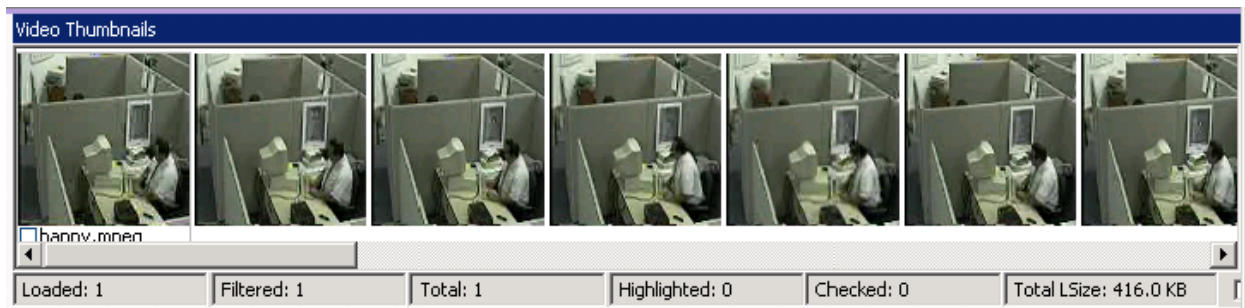 Video Thumbnails
happy.mpeg
Loaded: 1
Filtered: 1
Total: 1
Highlighted: 0
Checked: 0
Total LSize: 416.0 KB